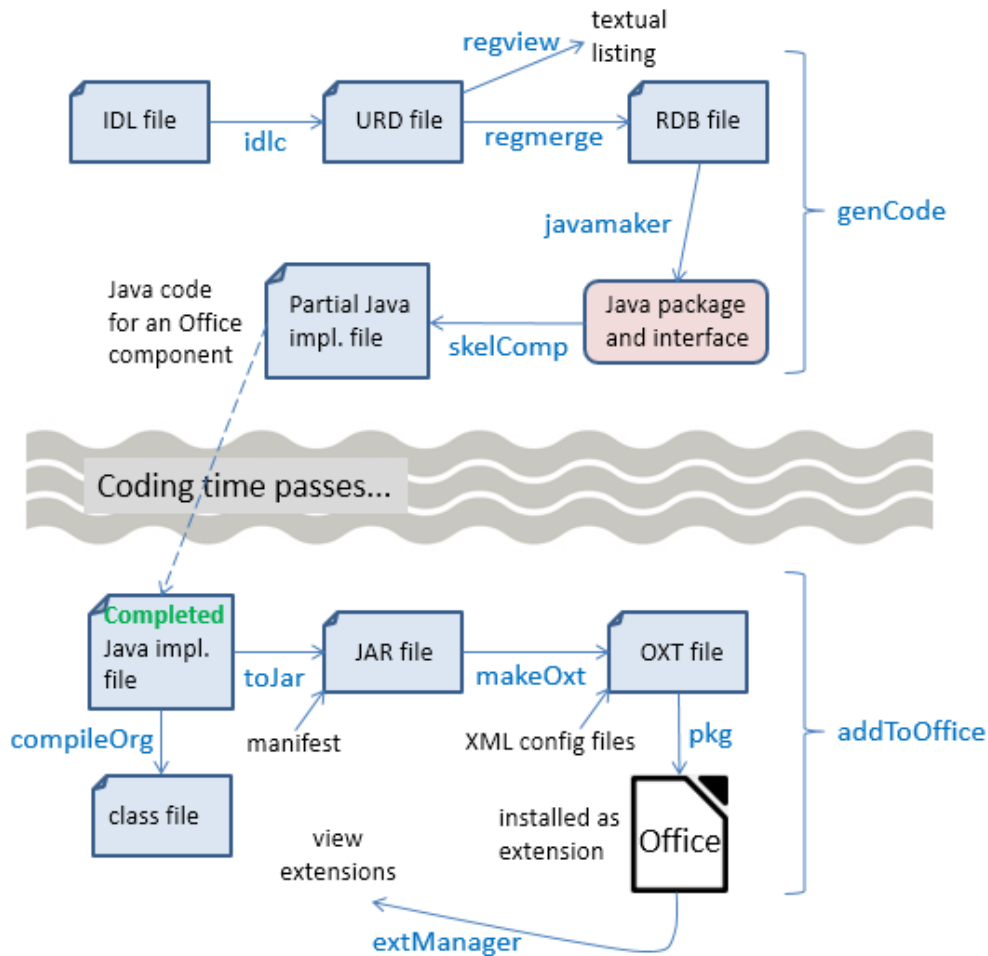 regview
textual
listing
IDL file
idlc
URD file
regmerge
RDB file
javamaker
genCode
Java code
for an Office
component
Partial Java
impl. file
skelComp
Java package
and interface
Coding time passes...
Completed
Java impl.
file
toJar
JAR file
makeOxt
OXT file
compileOrg
manifest
XML config files
pkg
addToOffice
class file
view
extensions
installed as
extension
Office
extManager